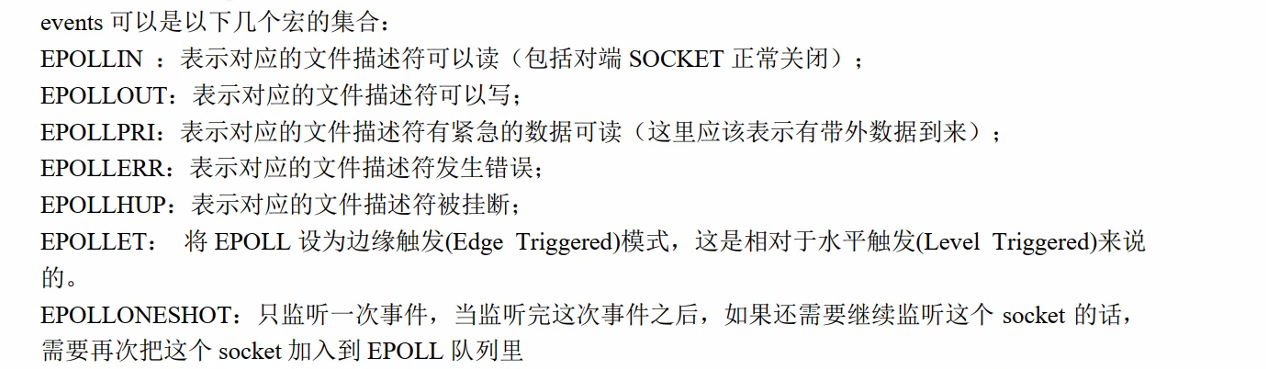 events 可以是以下几个宏的集合：
EPOLLIN ：表示对应的文件描述符可以读（包括对端 SOCKET 正常关闭）；
EPOLLOUT：表示对应的文件描述符可以写；
EPOLLPRI：表示对应的文件描述符有紧急的数据可读（这里应该表示有带外数据到来）；
EPOLLERR：表示对应的文件描述符发生错误；
EPOLLHUP：表示对应的文件描述符被挂断；
EPOLLET： 将 EPOLL 设为边缘触发(Edge Triggered)模式，这是相对于水平触发(Level Triggered)来说
的。
EPOLLONESHOT：只监听一次事件，当监听完这次事件之后，如果还需要继续监听这个 socket 的话，
需要再次把这个 socket 加入到 EPOLL 队列里